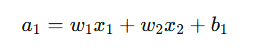 a₁ = w₁x₁ + w₂x₂ + b₁